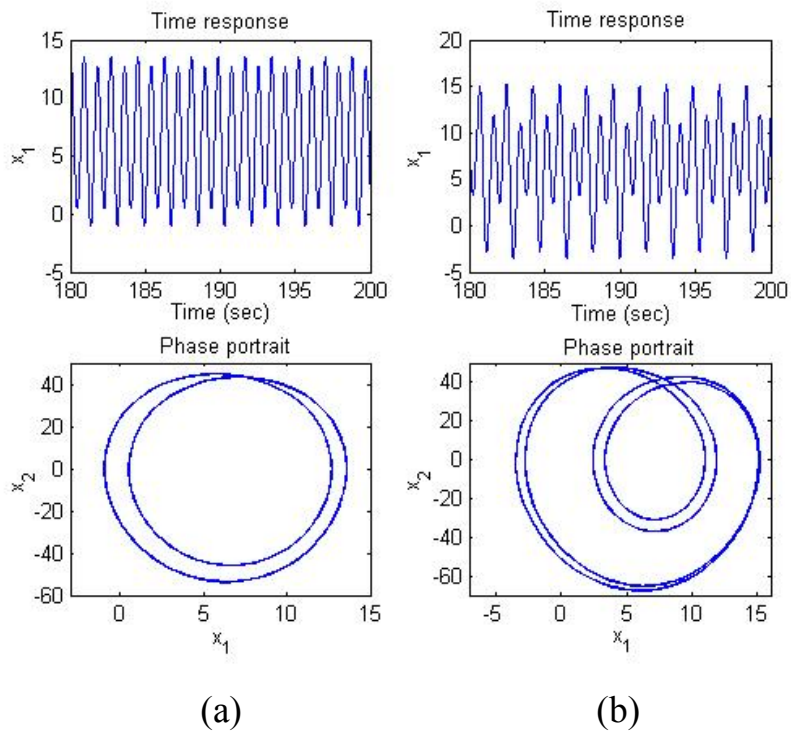 Time response
15
10
5
0
-5
x1
180 185 190 195 200
Time (sec)
Phase portrait
40
20
0
-20
-40
-60
x2
0 5 10 15
x1
(a)
Time response
20
15
10
5
0
-5
x1
180 185 190 195 200
Time (sec)
Phase portrait
40
20
0
-20
-40
-60
x2
-5 0 5 10 15
x1
(b)